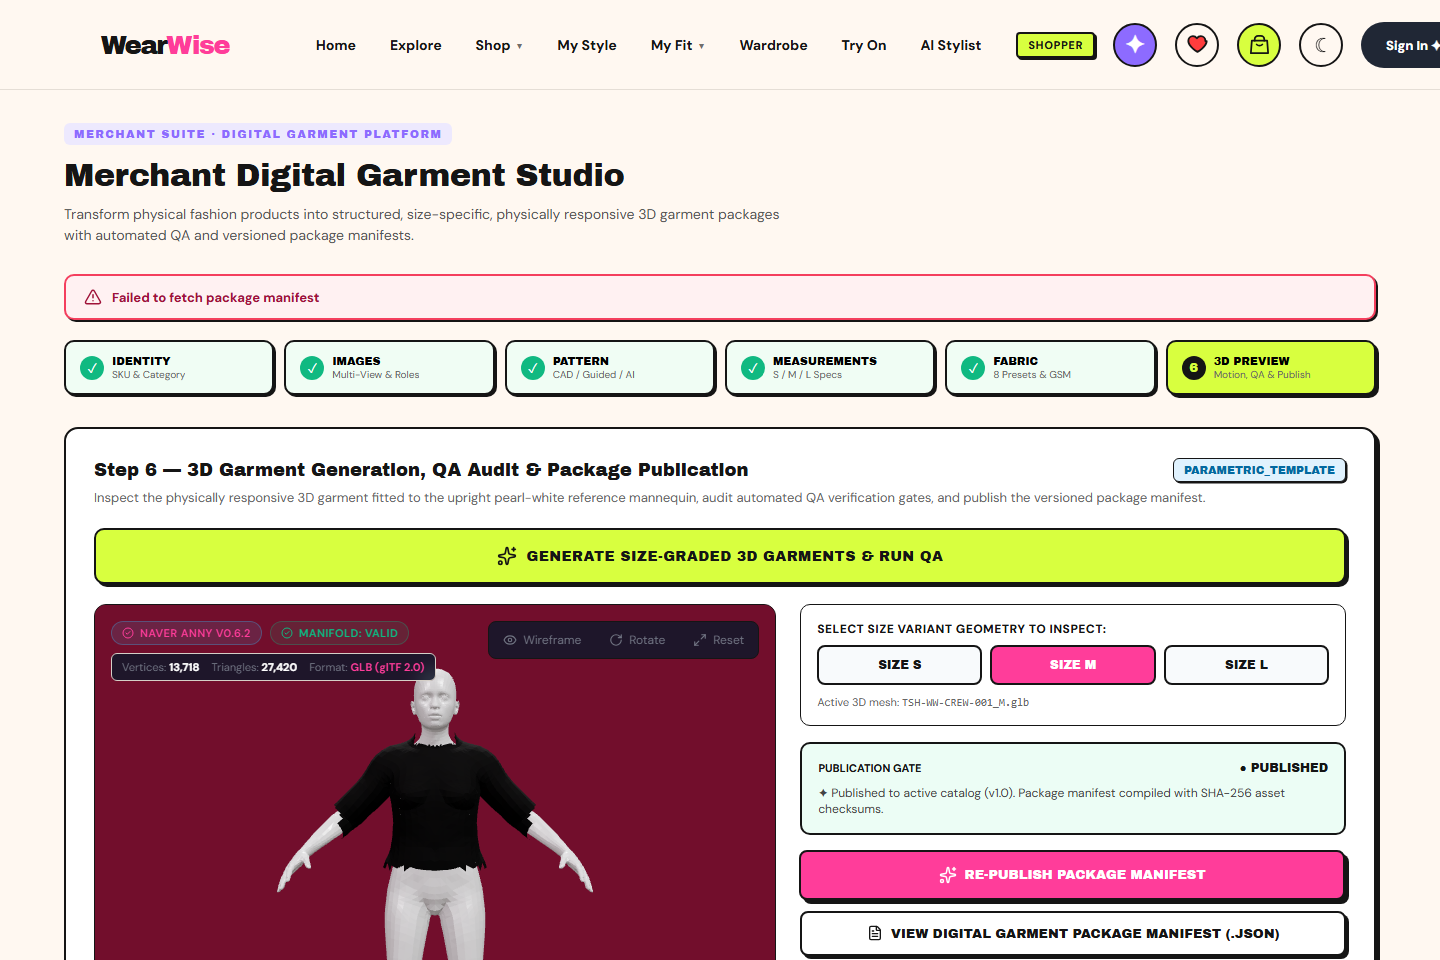 WearWise
Home
Explore
Shop ▼
My Style
My Fit ▼
Wardrobe
Try On
AI Stylist
SHOPPER
Sign In ✦
MERCHANT SUITE · DIGITAL GARMENT PLATFORM
Merchant Digital Garment Studio
Transform physical fashion products into structured, size-specific, physically responsive 3D garment packages
with automated QA and versioned package manifests.
Failed to fetch package manifest
IDENTITY
SKU & Category
IMAGES
Multi-View & Roles
PATTERN
CAD / Guided / AI
MEASUREMENTS
S / M / L Specs
FABRIC
8 Presets & GSM
6
3D PREVIEW
Motion, QA & Publish
Step 6 — 3D Garment Generation, QA Audit & Package Publication
PARAMETRIC_TEMPLATE
Inspect the physically responsive 3D garment fitted to the upright pearl-white reference mannequin, audit automated QA verification gates, and publish the versioned package manifest.
GENERATE SIZE-GRADED 3D GARMENTS & RUN QA
NAVER ANNY V0.6.2
MANIFOLD: VALID
Wireframe
Rotate
Reset
Vertices: 13,718 Triangles: 27,420 Format: GLB (glTF 2.0)
SELECT SIZE VARIANT GEOMETRY TO INSPECT:
SIZE S
SIZE M
SIZE L
Active 3D mesh: TSH-WW-CREW-001_M.glb
PUBLICATION GATE
● PUBLISHED
✦ Published to active catalog (v1.0). Package manifest compiled with SHA-256 asset
checksums.
RE-PUBLISH PACKAGE MANIFEST
VIEW DIGITAL GARMENT PACKAGE MANIFEST (.JSON)